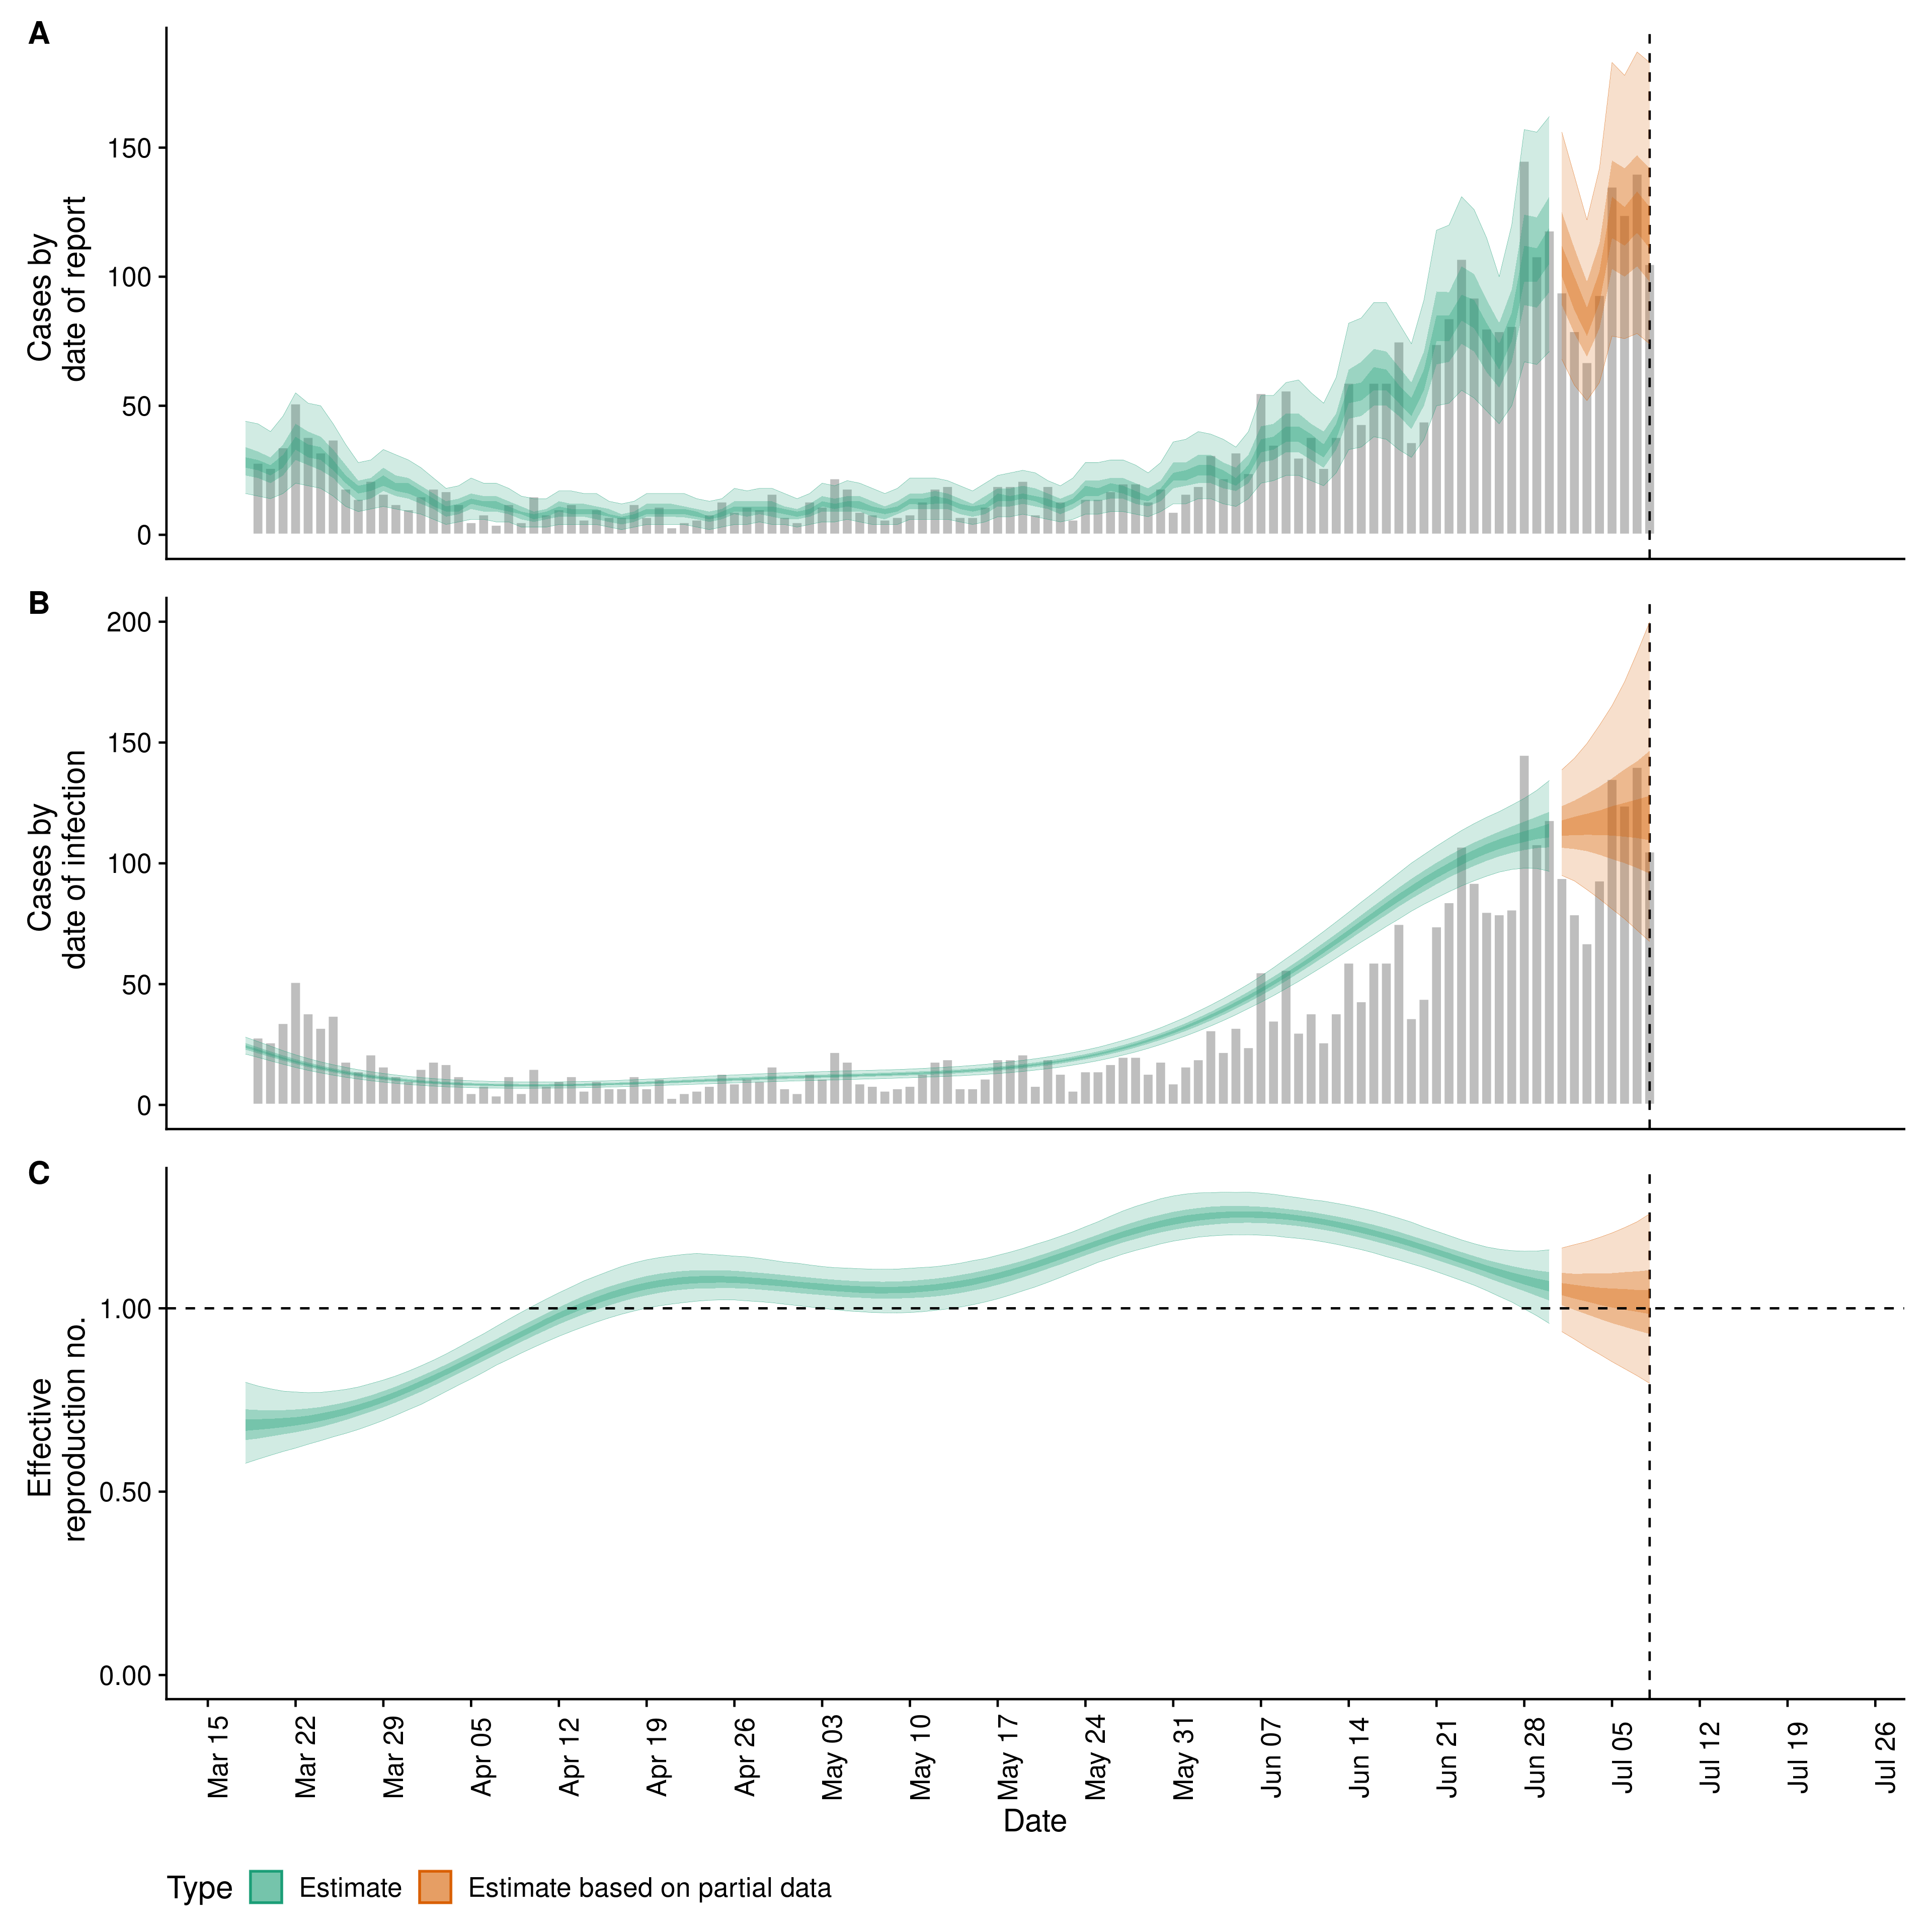 A
Cases by
date of report
150
100
50
0
B
Cases by
date of infection
200
150
100
50
0
C
Effective
reproduction no.
1.00
0.50
0.00
Mar 15
Mar 22
Mar 29
Apr 05
Apr 12
Apr 19
Apr 26
May 03
May 10
May 17
May 24
May 31
Jun 07
Jun 14
Jun 21
Jun 28
Jul 05
Jul 12
Jul 19
Jul 26
Date
Type Estimate Estimate based on partial data